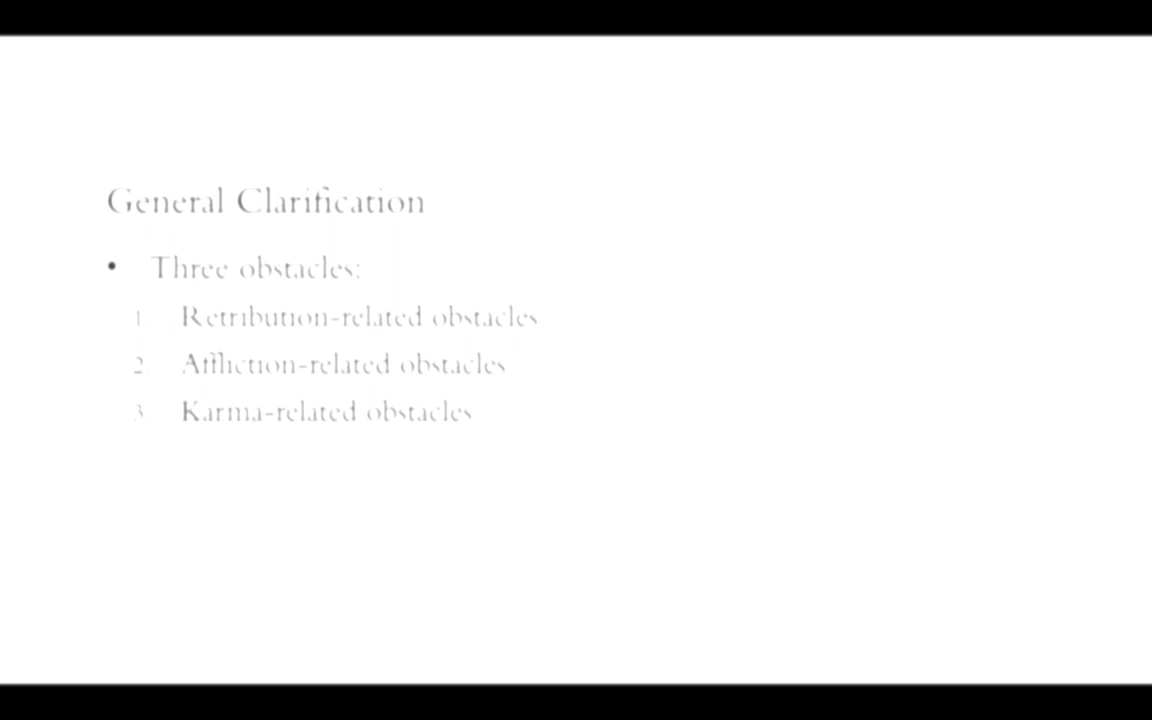 General Clarification
• Three obstacles:
1. Retribution-related obstacles
2. Affliction-related obstacles
3. Karma-related obstacles